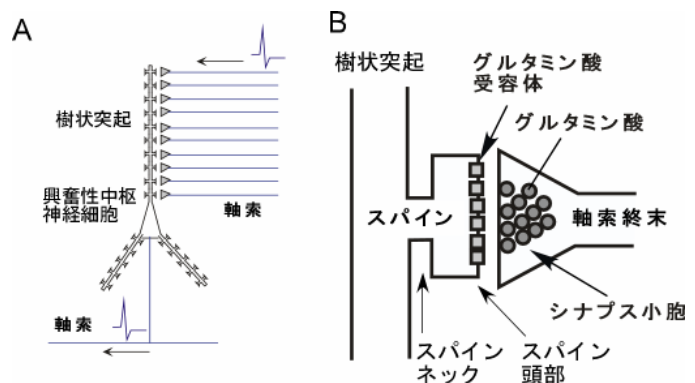 A
樹状突起
興奮性中枢
神経細胞
軸索
軸索
B
樹状突起
グルタミン酸
受容体
グルタミン酸
スパイン
軸索終末
シナプス小胞
スパイン
ネック
スパイン
頭部